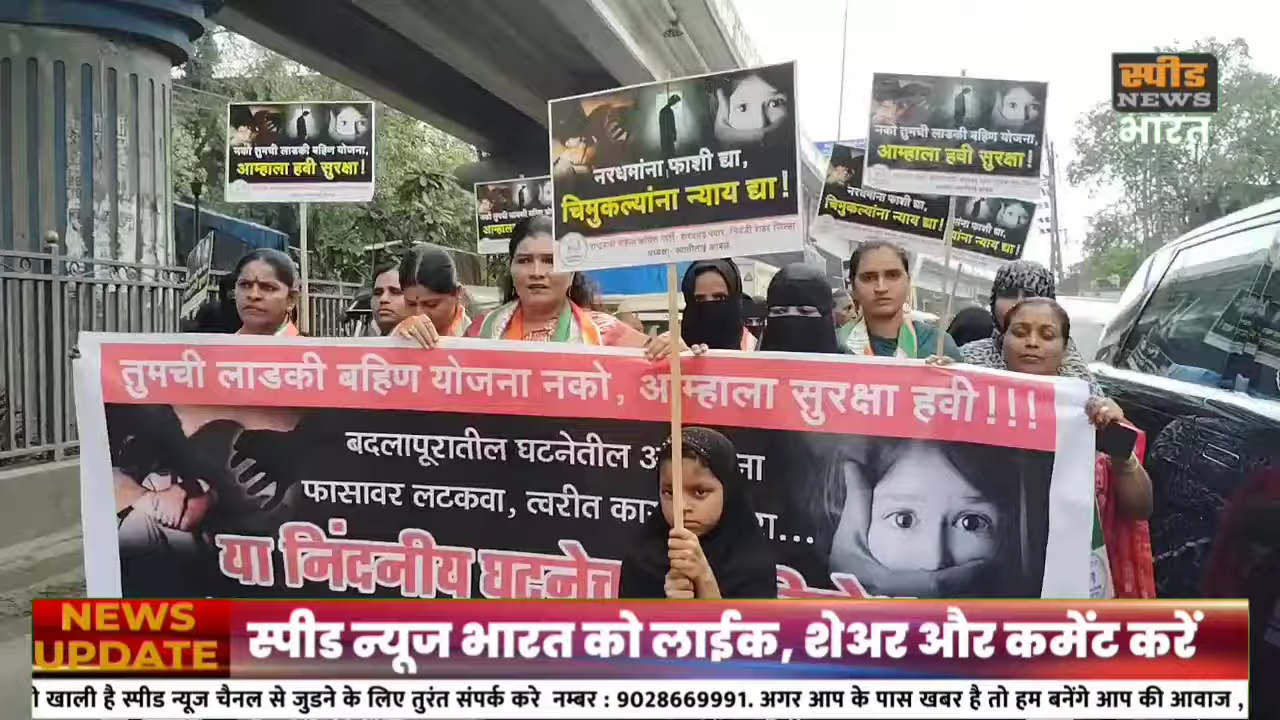 स्पीड
NEWS
भारत
नको तुमची लाडकी बहिण योजना,
आम्हाला हवी सुरक्षा!
नराधमांना फाशी द्या,
चिमुकल्यांना न्याय द्या!
नको तुमची लाडकी बहिण योजना,
आम्हाला हवी सुरक्षा!
चिमुकल्यांना न्याय द्या!
न्याय द्या!
तुमची लाडकी बहिण योजना नको, आम्हाला सुरक्षा हवी!!!
बदलापूरातील घटनेतील
फासावर लटकवा, त्वरीत
या निंदनीय
NEWS
UPDATE
स्पीड न्यूज भारत को लाईक, शेअर और कमेंट करें
खाली है स्पीड न्यूज चैनल से जुडने के लिए तुरंत संपर्क करे नम्बर : 9028669991. अगर आप के पास खबर है तो हम बनेंगे आप की आवाज ,